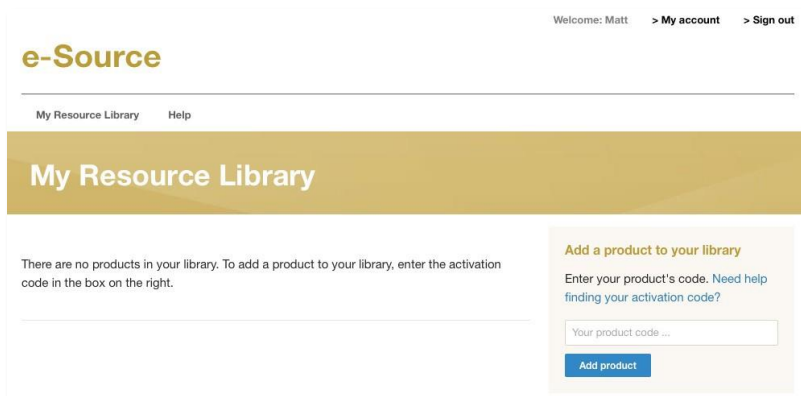 Welcome: Matt > My account > Sign out
e-Source
My Resource Library Help
My Resource Library
There are no products in your library. To add a product to your library, enter the activation
code in the box on the right.
Add a product to your library
Enter your product's code. Need help
finding your activation code?
Your product code ...
Add product